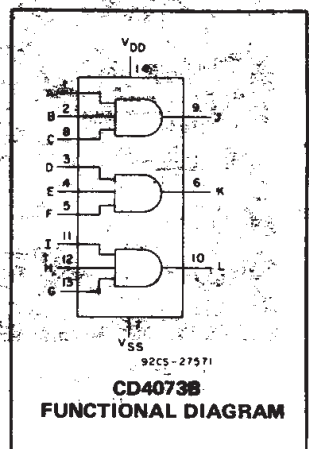 VDD
14
A
B 2
9 J
C 8
D 3
E 4
6 K
F 5
I 11
H 12
10 L
G 13
VSS
92CS-27571
CD4073B
FUNCTIONAL DIAGRAM